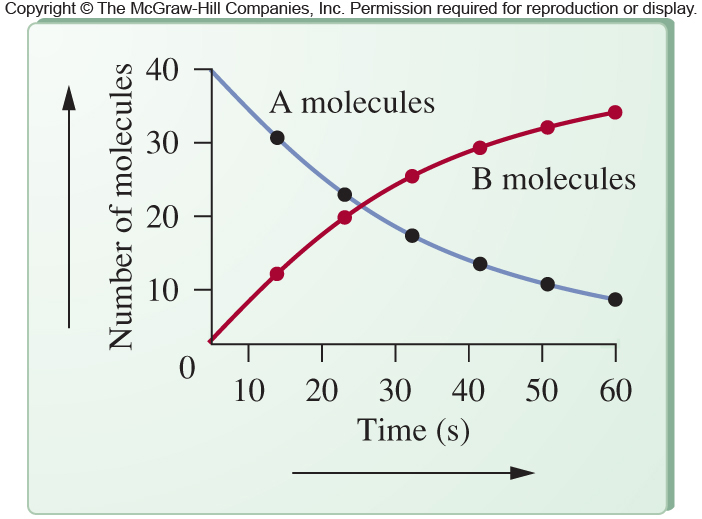 Copyright © The McGraw-Hill Companies, Inc. Permission required for reproduction or display.
40
A molecules
30
B molecules
20
10
Number of molecules
0
10 20 30 40 50 60
Time (s)